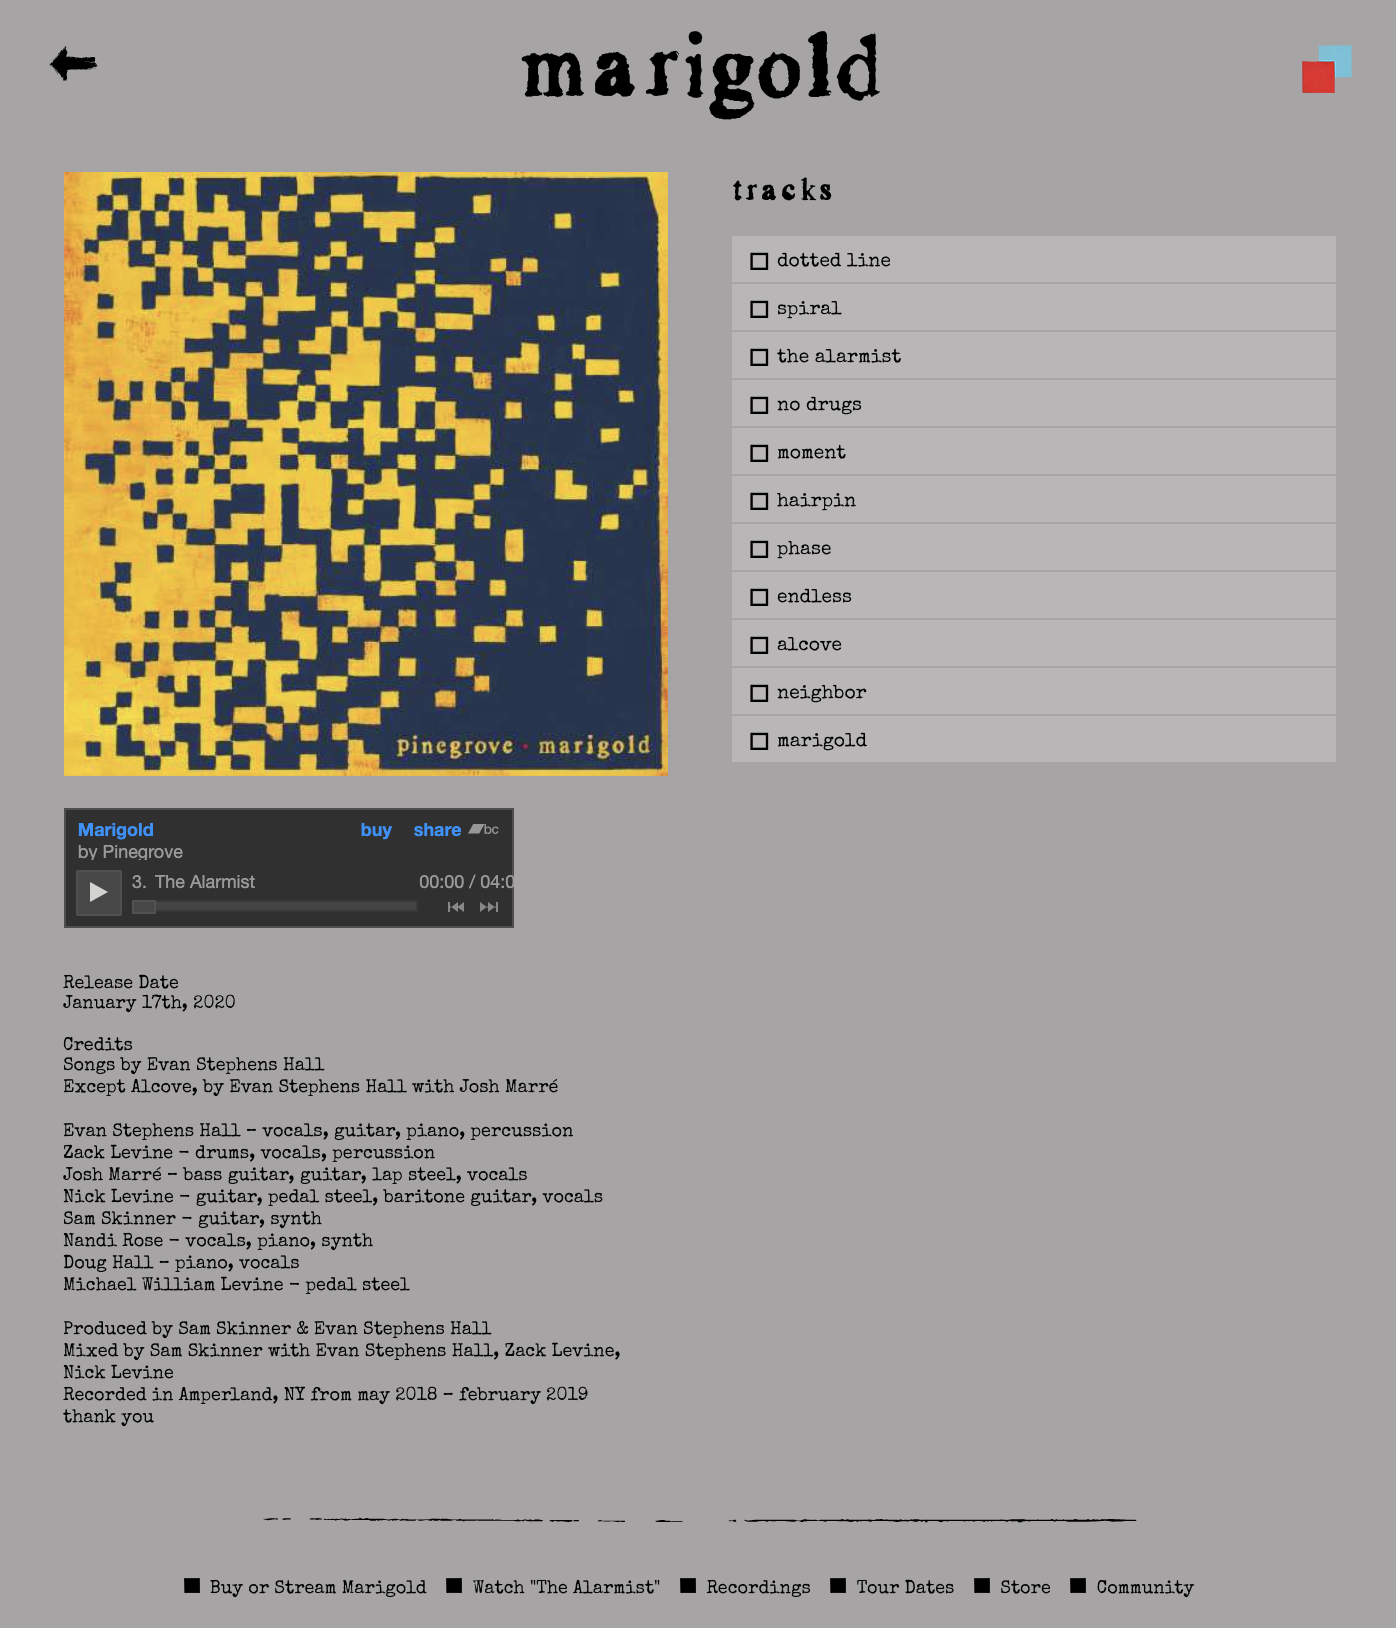 marigold
pinegrove · marigold
tracks
dotted line
spiral
the alarmist
no drugs
moment
hairpin
phase
endless
alcove
neighbor
marigold
Marigold
buy
share
bc
by Pinegrove
3. The Alarmist
00:00 / 04:0
Release Date
January 17th, 2020
Credits
Songs by Evan Stephens Hall
Except Alcove, by Evan Stephens Hall with Josh Marré
Evan Stephens Hall – vocals, guitar, piano, percussion
Zack Levine – drums, vocals, percussion
Josh Marré – bass guitar, guitar, lap steel, vocals
Nick Levine – guitar, pedal steel, baritone guitar, vocals
Sam Skinner – guitar, synth
Nandi Rose – vocals, piano, synth
Doug Hall – piano, vocals
Michael William Levine – pedal steel
Produced by Sam Skinner & Evan Stephens Hall
Mixed by Sam Skinner with Evan Stephens Hall, Zack Levine,
Nick Levine
Recorded in Amperland, NY from may 2018 – february 2019
thank you
Buy or Stream Marigold
Watch "The Alarmist"
Recordings
Tour Dates
Store
Community